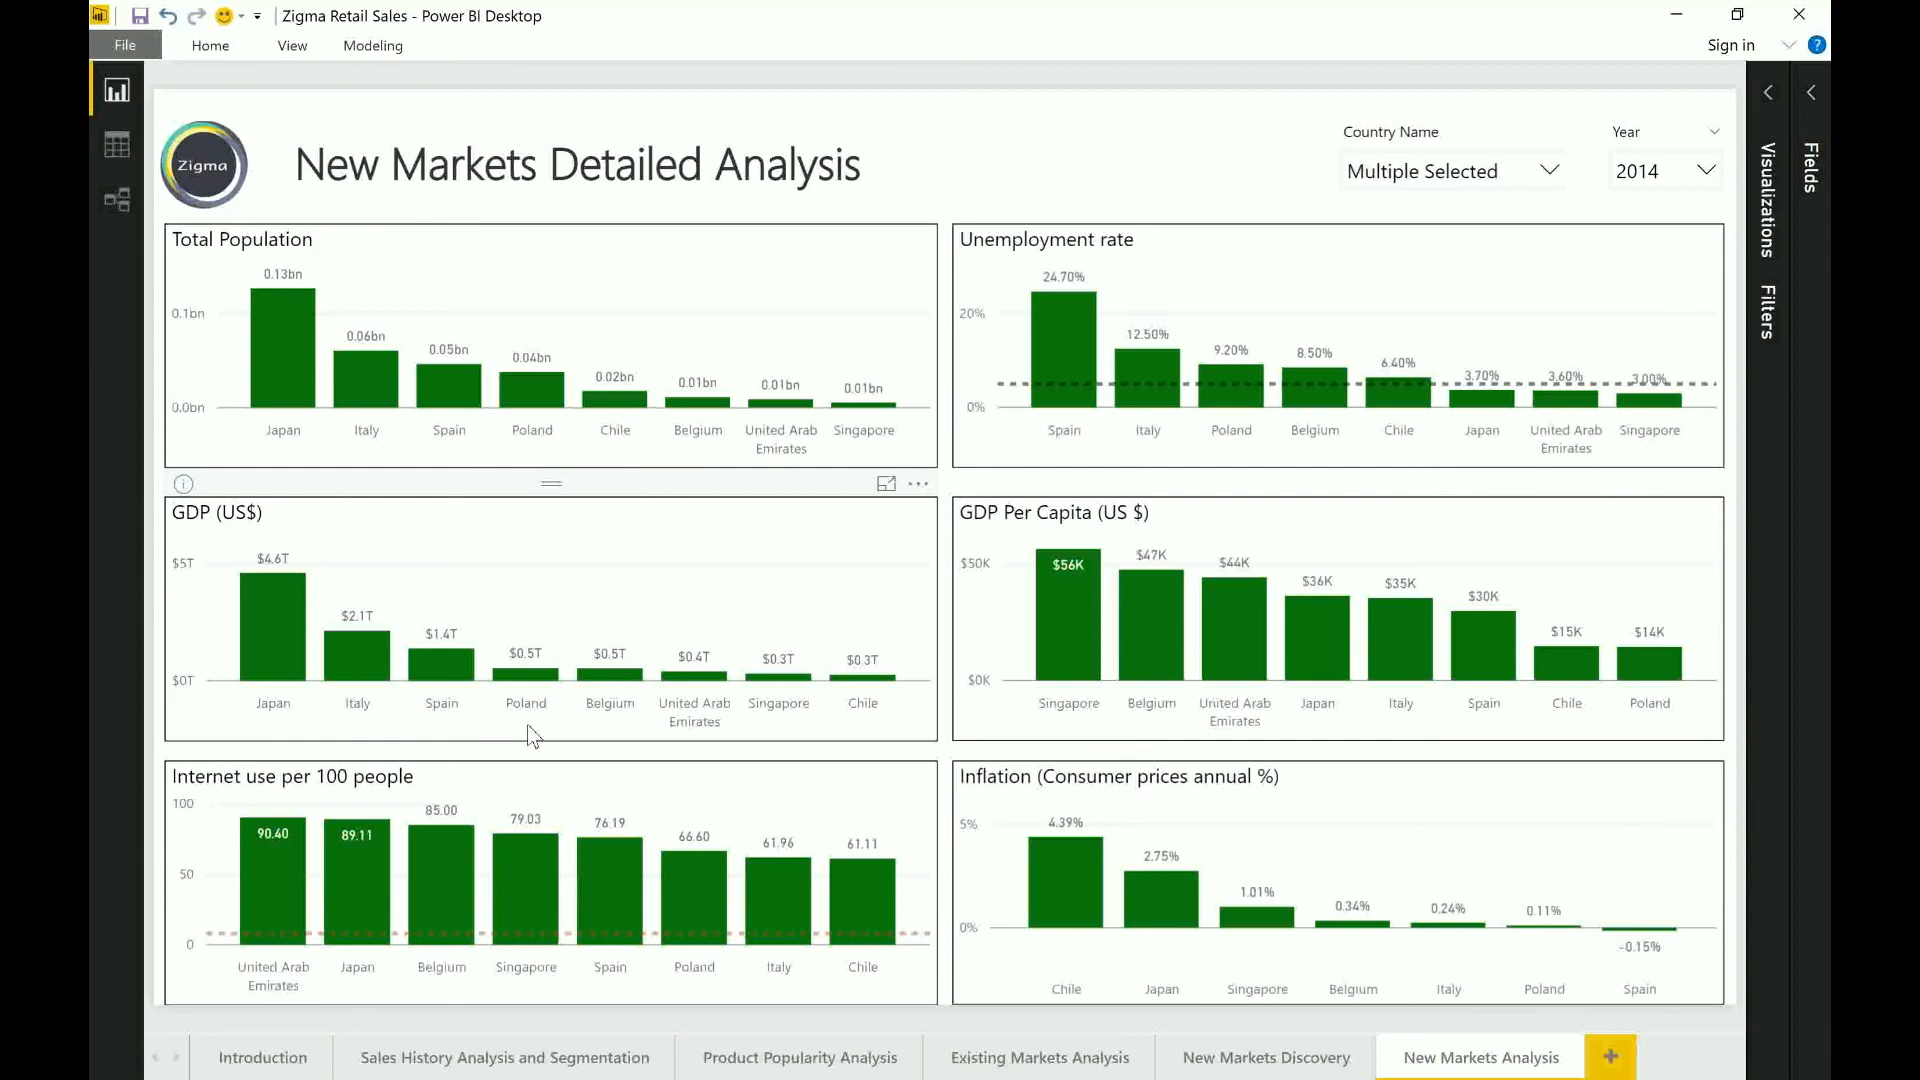 Zigma Retail Sales - Power BI Desktop
File Home View Modeling
Sign in ?
Zigma
New Markets Detailed Analysis
Country Name
Multiple Selected
Year
2014
Visualizations
Filters
Fields
Total Population
0.1bn
0.0bn
0.13bn 0.06bn 0.05bn 0.04bn 0.02bn 0.01bn 0.01bn 0.01bn
Japan Italy Spain Poland Chile Belgium United Arab Emirates Singapore
Unemployment rate
20%
0%
24.70% 12.50% 9.20% 8.50% 6.40% 3.70% 3.60% 3.00%
Spain Italy Poland Belgium Chile Japan United Arab Emirates Singapore
GDP (US$)
$5T
$0T
$4.6T $2.1T $1.4T $0.5T $0.5T $0.4T $0.3T $0.3T
Japan Italy Spain Poland Belgium United Arab Emirates Singapore Chile
GDP Per Capita (US $)
$50K
$0K
$56K $47K $44K $36K $35K $30K $15K $14K
Singapore Belgium United Arab Emirates Japan Italy Spain Chile Poland
Internet use per 100 people
100
50
0
90.40 89.11 85.00 79.03 76.19 66.60 61.96 61.11
United Arab Emirates Japan Belgium Singapore Spain Poland Italy Chile
Inflation (Consumer prices annual %)
5%
0%
4.39% 2.75% 1.01% 0.34% 0.24% 0.11% -0.15%
Chile Japan Singapore Belgium Italy Poland Spain
Introduction
Sales History Analysis and Segmentation
Product Popularity Analysis
Existing Markets Analysis
New Markets Discovery
New Markets Analysis